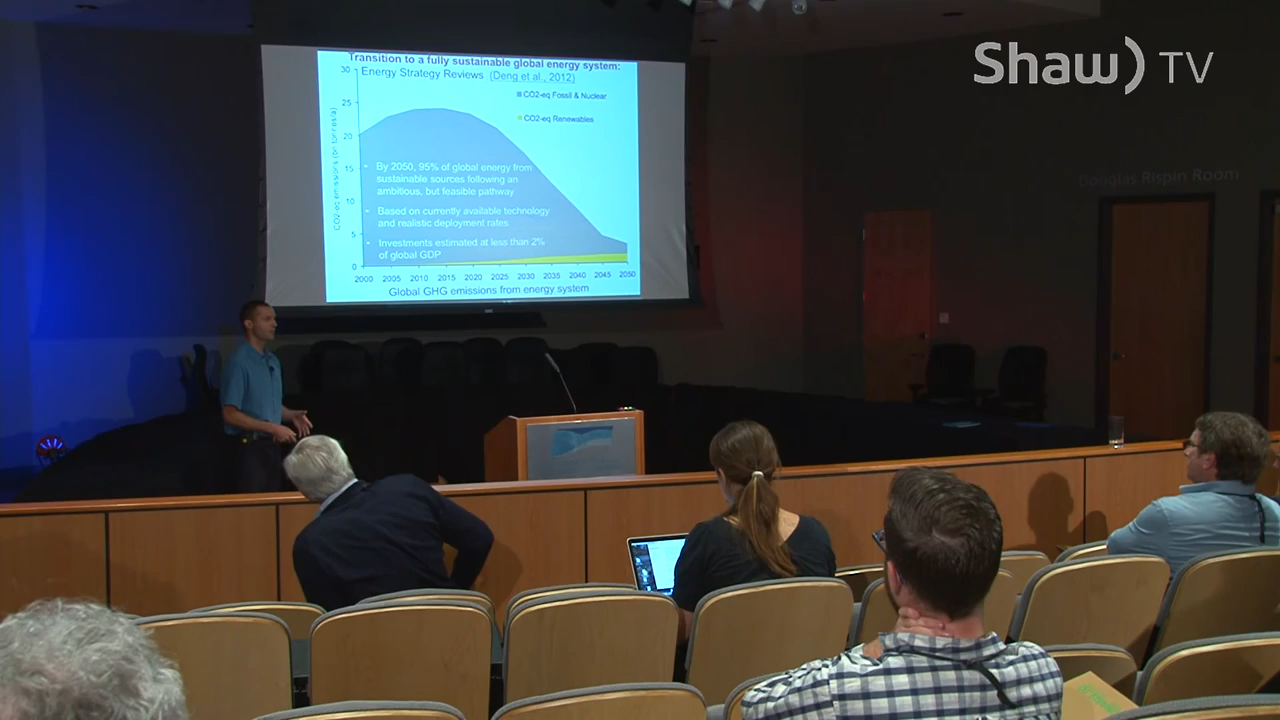 Shaw) TV
Transition to a fully sustainable global energy system:
Energy Strategy Reviews (Deng et al., 2012)
CO2-eq Fossil & Nuclear
CO2-eq Renewables
30
25
20
15
10
5
0
CO2-eq emissions
- By 2050, 95% of global energy from
sustainable sources following an
ambitious, but feasible pathway
- Based on currently available technology
and realistic deployment rates
- Investments estimated at less than 2%
of global GDP
2000 2005 2010 2015 2020 2025 2030 2035 2040 2045 2050
Global GHG emissions from energy system
Douglas Rispin Room